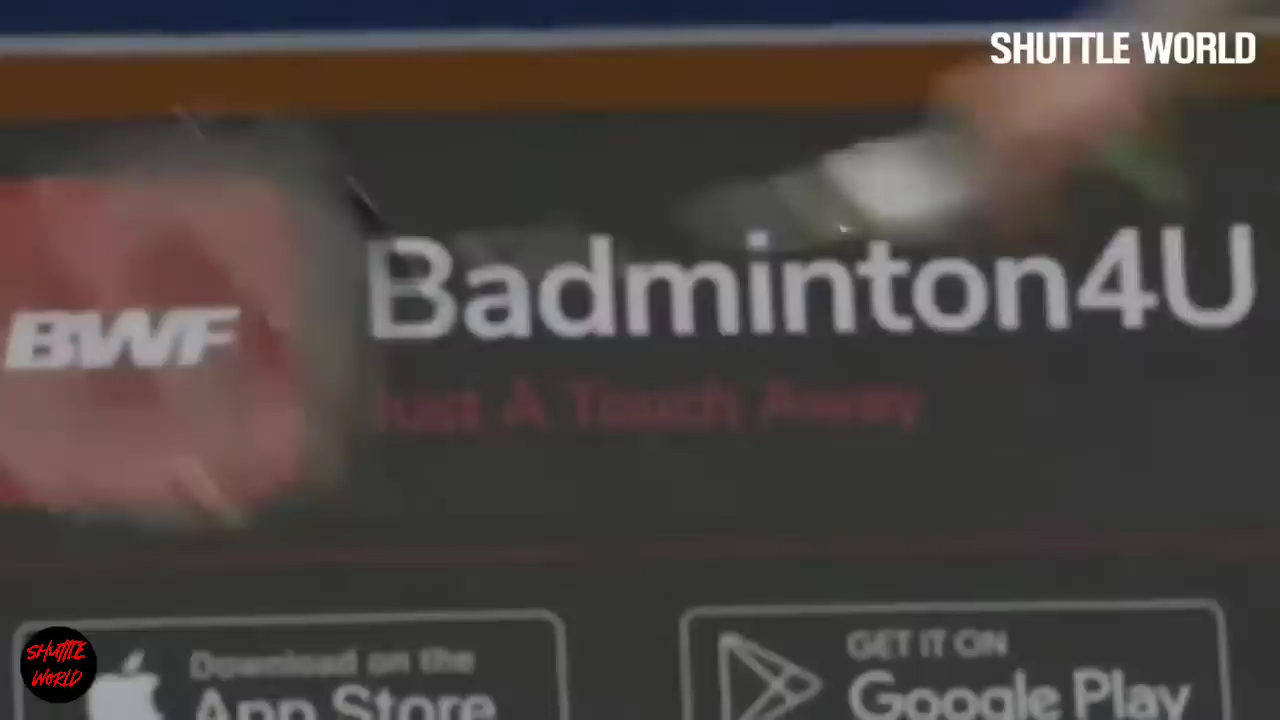 SHUTTLE WORLD
BWF
Badminton4U
Just A Touch Away
Download on the
App Store
GET IT ON
Google Play
SHUTTLE
WORLD